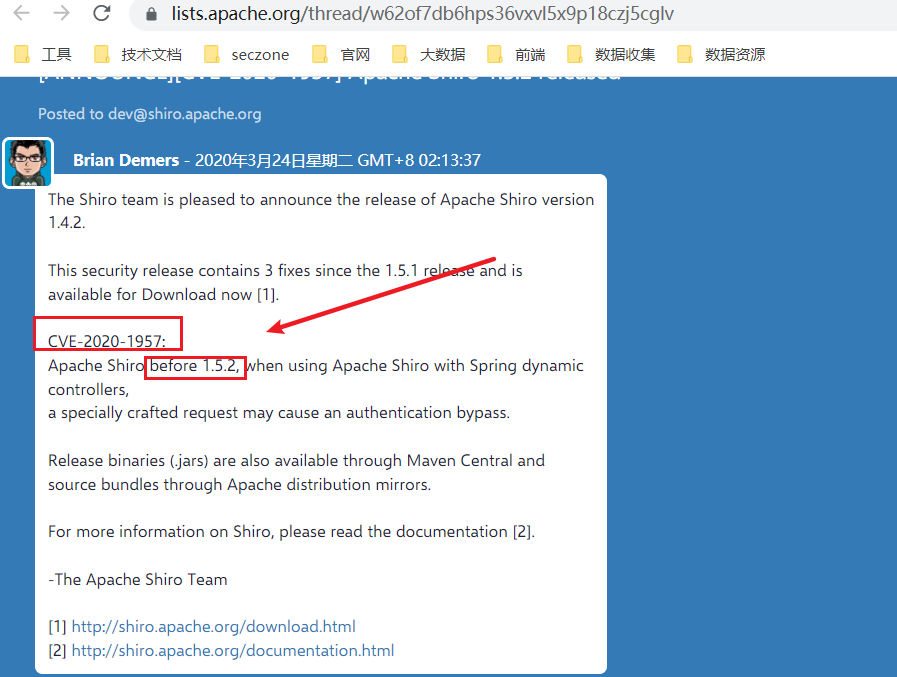 lists.apache.org/thread/w62of7db6hps36vxvl5x9p18czj5cglv
工具 技术文档 seczone 官网 大数据 前端 数据收集 数据资源
[ANNOUNCE][CVE-2020-1957] Apache Shiro 1.5.2 released
Posted to dev@shiro.apache.org
Brian Demers - 2020年3月24日星期二 GMT+8 02:13:37
The Shiro team is pleased to announce the release of Apache Shiro version
1.4.2.
This security release contains 3 fixes since the 1.5.1 release and is
available for Download now [1].
CVE-2020-1957:
Apache Shiro before 1.5.2, when using Apache Shiro with Spring dynamic
controllers,
a specially crafted request may cause an authentication bypass.
Release binaries (.jars) are also available through Maven Central and
source bundles through Apache distribution mirrors.
For more information on Shiro, please read the documentation [2].
-The Apache Shiro Team
[1] http://shiro.apache.org/download.html
[2] http://shiro.apache.org/documentation.html